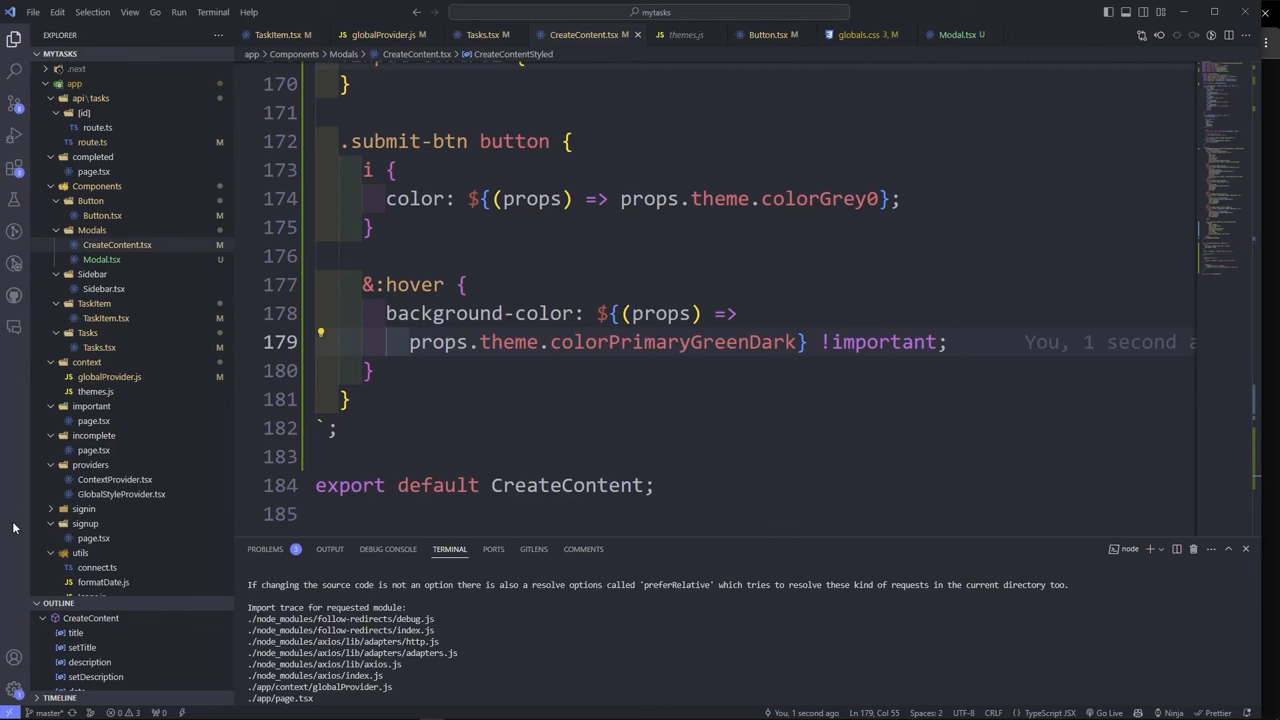 File Edit Selection View Go Run Terminal Help
mytasks
EXPLORER
TaskItem.tsx M
globalProvider.js M
Tasks.tsx M
CreateContent.tsx M
themes.js
Button.tsx M
globals.css 3, M
Modal.tsx U
MYTASKS
app > Components > Modals > CreateContent.tsx > CreateContentStyled
.next
app
api\tasks
[id]
route.ts
route.ts M
completed
page.tsx
Components
Button
Button.tsx M
Modals
CreateContent.tsx M
Modal.tsx U
Sidebar
Sidebar.tsx
TaskItem
TaskItem.tsx M
Tasks
Tasks.tsx M
context
globalProvider.js M
themes.js
important
page.tsx
incomplete
page.tsx
providers
ContextProvider.tsx
GlobalStyleProvider.tsx
signin
signup
page.tsx
utils
connect.ts
formatDate.js
OUTLINE
CreateContent
title
setTitle
description
setDescription
TIMELINE
170 }
171
172 .submit-btn button {
173 i {
174 color: ${(props) => props.theme.colorGrey0};
175 }
176
177 &:hover {
178 background-color: ${(props) =>
179 props.theme.colorPrimaryGreenDark} !important; You, 1 second a
180 }
181 }
182 `;
183
184 export default CreateContent;
185
PROBLEMS 3 OUTPUT DEBUG CONSOLE TERMINAL PORTS GITLENS COMMENTS
node
If changing the source code is not an option there is also a resolve options called 'preferRelative' which tries to resolve these kind of requests in the current directory too.
Import trace for requested module:
./node_modules/follow-redirects/debug.js
./node_modules/follow-redirects/index.js
./node_modules/axios/lib/adapters/http.js
./node_modules/axios/lib/adapters/adapters.js
./node_modules/axios/lib/axios.js
./node_modules/axios/index.js
./app/context/globalProvider.js
./app/page.tsx
master* 0 3 0 You, 1 second ago Ln 179, Col 55 Spaces: 2 UTF-8 CRLF TypeScript JSX Go Live Ninja Prettier